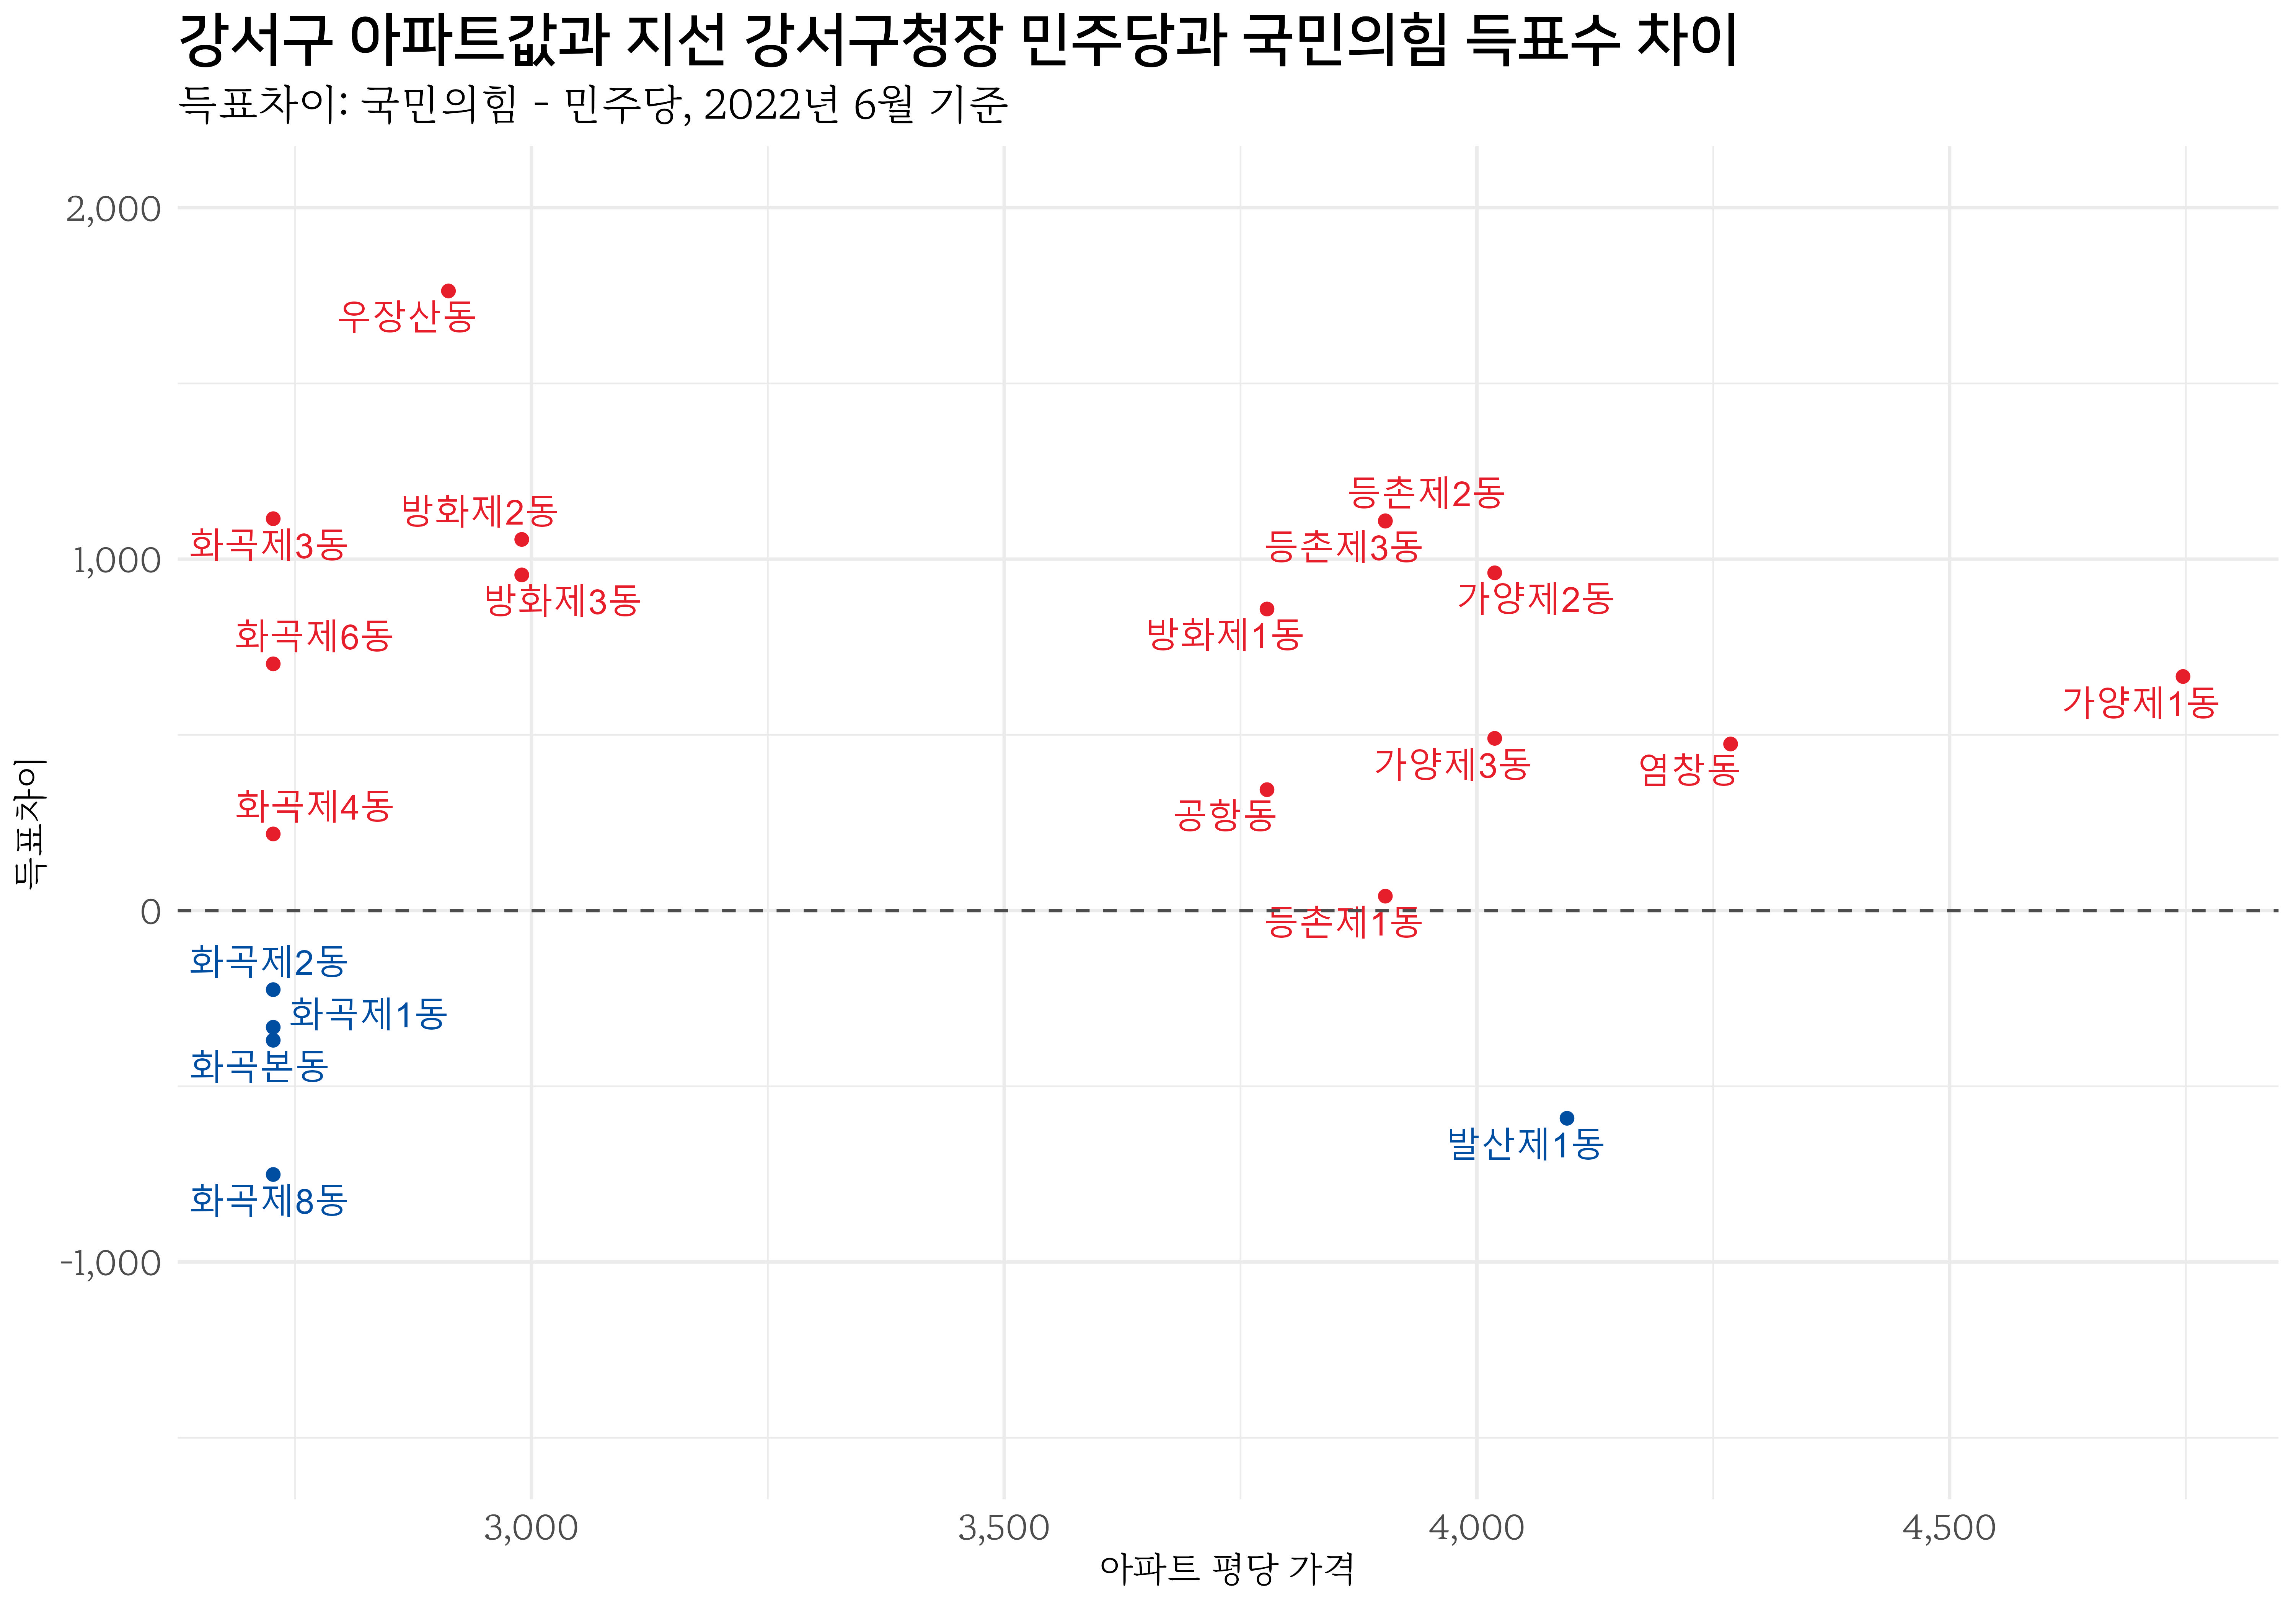 강서구 아파트값과 지선 강서구청장 민주당과 국민의힘 득표수 차이
득표차이: 국민의힘 - 민주당, 2022년 6월 기준
2,000
우장산동
등촌제2동
방화제2동
화곡제3동
등촌제3동
1,000
가양제2동
방화제3동
화곡제6동
방화제1동
가양제1동
가양제3동
염창동
득표차이
화곡제4동
공항동
0
등촌제1동
화곡제2동
화곡제1동
화곡본동
발산제1동
화곡제8동
-1,000
3,000
3,500
4,000
4,500
아파트 평당 가격